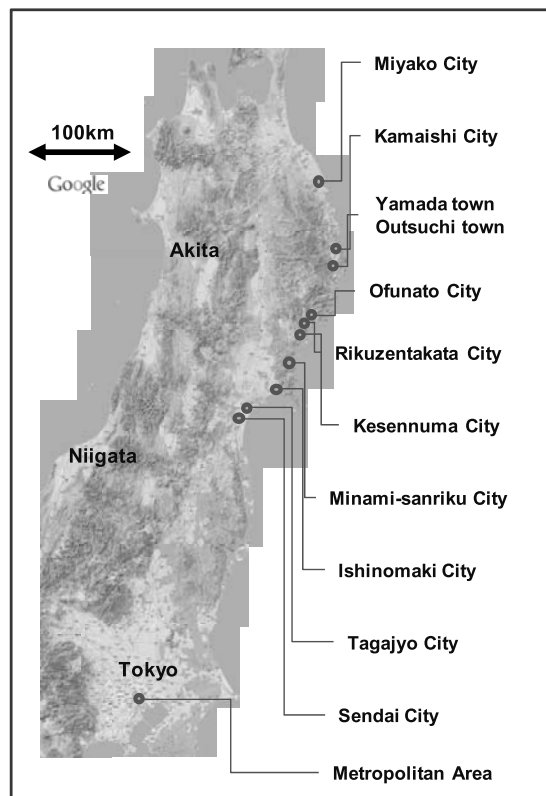 Miyako City
100km
Kamaishi City
Google
Yamada town
Outsuchi town
Akita
Ofunato City
Rikuzentakata City
Kesennuma City
Niigata
Minami-sanriku City
Ishinomaki City
Tagajyo City
Tokyo
Sendai City
Metropolitan Area